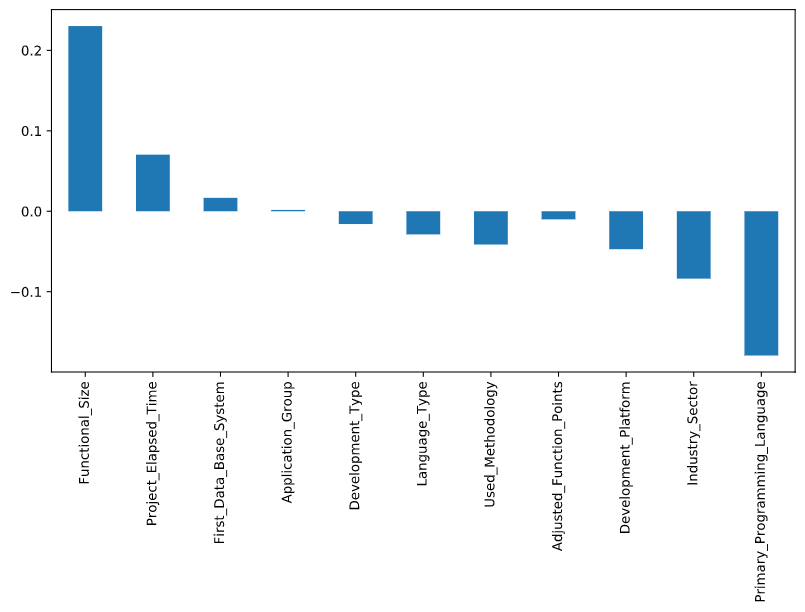 0.2
0.1
0.0
−0.1
Functional_Size
Project_Elapsed_Time
First_Data_Base_System
Application_Group
Development_Type
Language_Type
Used_Methodology
Adjusted_Function_Points
Development_Platform
Industry_Sector
Primary_Programming_Language